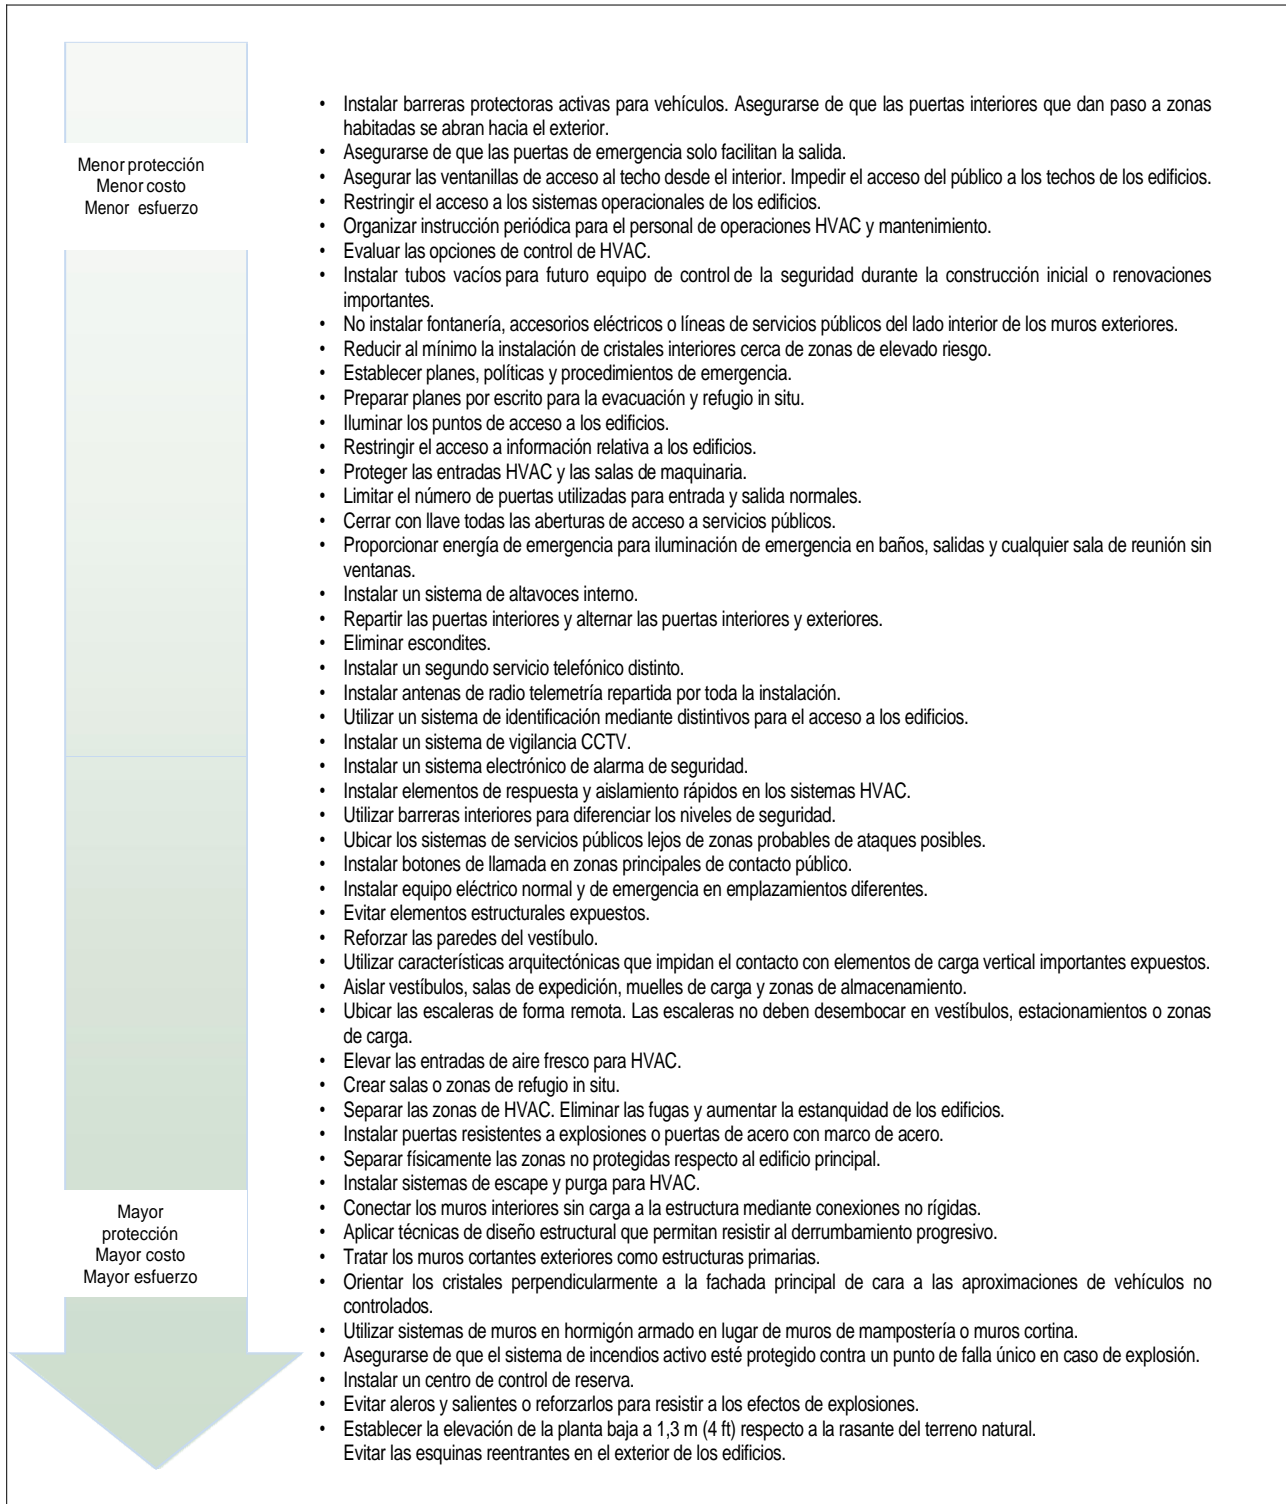 Menor protección
Menor costo
Menor esfuerzo
Mayor
protección
Mayor costo
Mayor esfuerzo
• Instalar barreras protectoras activas para vehículos. Asegurarse de que las puertas interiores que dan paso a zonas
habitadas se abran hacia el exterior.
• Asegurarse de que las puertas de emergencia solo facilitan la salida.
• Asegurar las ventanillas de acceso al techo desde el interior. Impedir el acceso del público a los techos de los edificios.
• Restringir el acceso a los sistemas operacionales de los edificios.
• Organizar instrucción periódica para el personal de operaciones HVAC y mantenimiento.
• Evaluar las opciones de control de HVAC.
• Instalar tubos vacíos para futuro equipo de control de la seguridad durante la construcción inicial o renovaciones
importantes.
• No instalar fontanería, accesorios eléctricos o líneas de servicios públicos del lado interior de los muros exteriores.
• Reducir al mínimo la instalación de cristales interiores cerca de zonas de elevado riesgo.
• Establecer planes, políticas y procedimientos de emergencia.
• Preparar planes por escrito para la evacuación y refugio in situ.
• Iluminar los puntos de acceso a los edificios.
• Restringir el acceso a información relativa a los edificios.
• Proteger las entradas HVAC y las salas de maquinaria.
• Limitar el número de puertas utilizadas para entrada y salida normales.
• Cerrar con llave todas las aberturas de acceso a servicios públicos.
• Proporcionar energía de emergencia para iluminación de emergencia en baños, salidas y cualquier sala de reunión sin
ventanas.
• Instalar un sistema de altavoces interno.
• Repartir las puertas interiores y alternar las puertas interiores y exteriores.
• Eliminar escondites.
• Instalar un segundo servicio telefónico distinto.
• Instalar antenas de radio telemetría repartida por toda la instalación.
• Utilizar un sistema de identificación mediante distintivos para el acceso a los edificios.
• Instalar un sistema de vigilancia CCTV.
• Instalar un sistema electrónico de alarma de seguridad.
• Instalar elementos de respuesta y aislamiento rápidos en los sistemas HVAC.
• Utilizar barreras interiores para diferenciar los niveles de seguridad.
• Ubicar los sistemas de servicios públicos lejos de zonas probables de ataques posibles.
• Instalar botones de llamada en zonas principales de contacto público.
• Instalar equipo eléctrico normal y de emergencia en emplazamientos diferentes.
• Evitar elementos estructurales expuestos.
• Reforzar las paredes del vestíbulo.
• Utilizar características arquitectónicas que impidan el contacto con elementos de carga vertical importantes expuestos.
• Aislar vestíbulos, salas de expedición, muelles de carga y zonas de almacenamiento.
• Ubicar las escaleras de forma remota. Las escaleras no deben desembocar en vestíbulos, estacionamientos o zonas
de carga.
• Elevar las entradas de aire fresco para HVAC.
• Crear salas o zonas de refugio in situ.
• Separar las zonas de HVAC. Eliminar las fugas y aumentar la estanquidad de los edificios.
• Instalar puertas resistentes a explosiones o puertas de acero con marco de acero.
• Separar físicamente las zonas no protegidas respecto al edificio principal.
• Instalar sistemas de escape y purga para HVAC.
• Conectar los muros interiores sin carga a la estructura mediante conexiones no rígidas.
• Aplicar técnicas de diseño estructural que permitan resistir al derrumbamiento progresivo.
• Tratar los muros cortantes exteriores como estructuras primarias.
• Orientar los cristales perpendicularmente a la fachada principal de cara a las aproximaciones de vehículos no
controlados.
• Utilizar sistemas de muros en hormigón armado en lugar de muros de mampostería o muros cortina.
• Asegurarse de que el sistema de incendios activo esté protegido contra un punto de falla único en caso de explosión.
• Instalar un centro de control de reserva.
• Evitar aleros y salientes o reforzarlos para resistir a los efectos de explosiones.
• Establecer la elevación de la planta baja a 1,3 m (4 ft) respecto a la rasante del terreno natural.
Evitar las esquinas reentrantes en el exterior de los edificios.